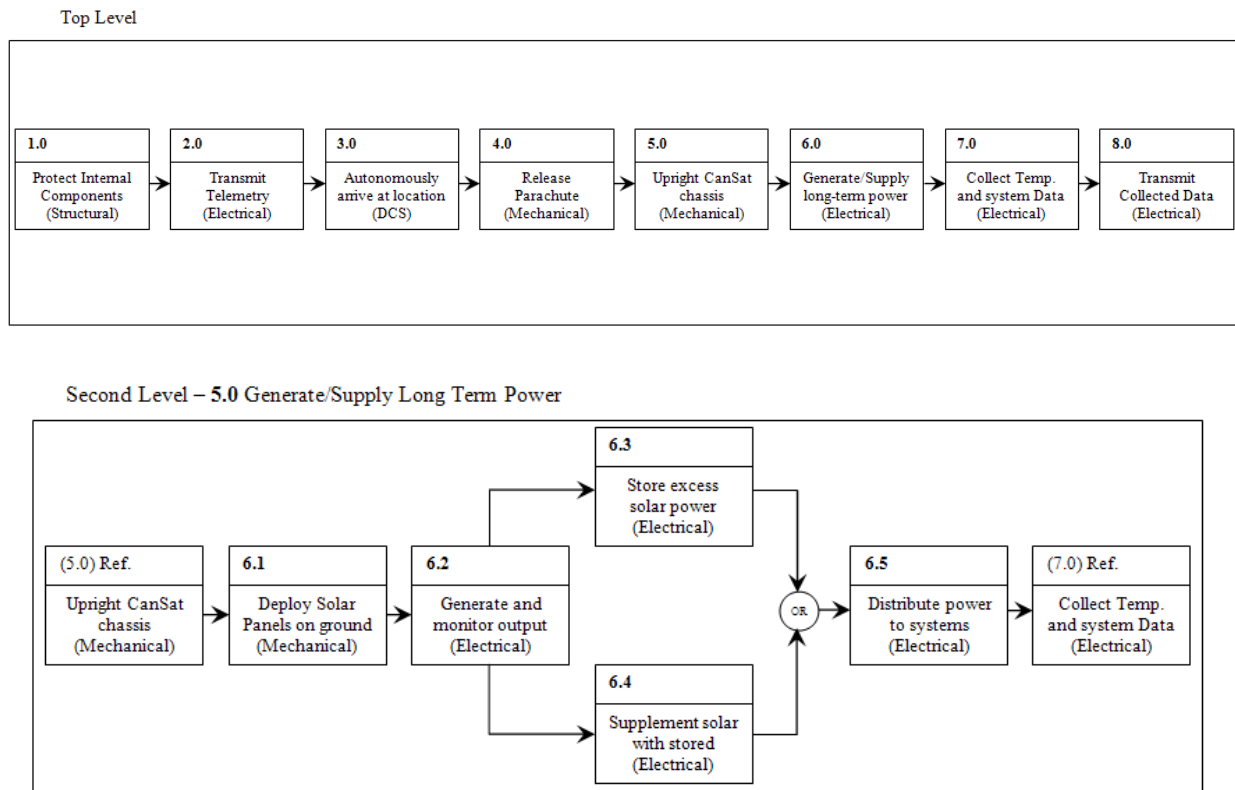 Top Level
1.0
Protect Internal
Components
(Structural)
2.0
Transmit
Telemetry
(Electrical)
3.0
Autonomously
arrive at location
(DCS)
4.0
Release
Parachute
(Mechanical)
5.0
Upright CanSat
chassis
(Mechanical)
6.0
Generate/Supply
long-term power
(Electrical)
7.0
Collect Temp.
and system Data
(Electrical)
8.0
Transmit
Collected Data
(Electrical)
Second Level – 5.0 Generate/Supply Long Term Power
(5.0) Ref.
Upright CanSat
chassis
(Mechanical)
6.1
Deploy Solar
Panels on ground
(Mechanical)
6.2
Generate and
monitor output
(Electrical)
6.3
Store excess
solar power
(Electrical)
6.4
Supplement solar
with stored
(Electrical)
OR
6.5
Distribute power
to systems
(Electrical)
(7.0) Ref.
Collect Temp.
and system Data
(Electrical)